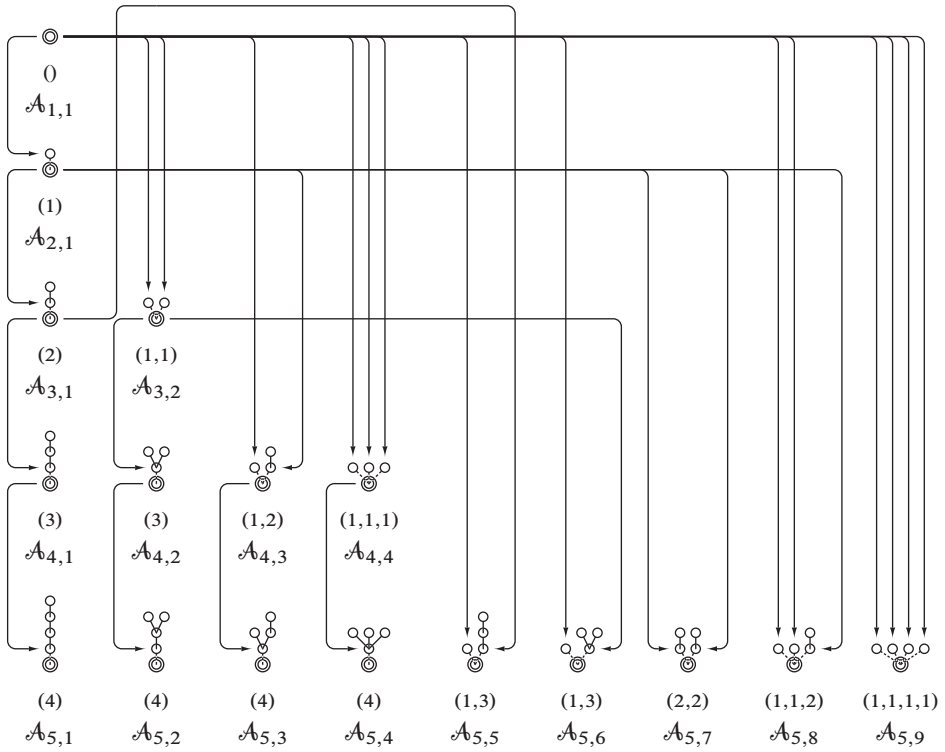 ()
𝒜1,1
(1)
𝒜2,1
(2) (1,1)
𝒜3,1 𝒜3,2
(3) (3) (1,2) (1,1,1)
𝒜4,1 𝒜4,2 𝒜4,3 𝒜4,4
(4) (4) (4) (4) (1,3) (1,3) (2,2) (1,1,2) (1,1,1,1)
𝒜5,1 𝒜5,2 𝒜5,3 𝒜5,4 𝒜5,5 𝒜5,6 𝒜5,7 𝒜5,8 𝒜5,9